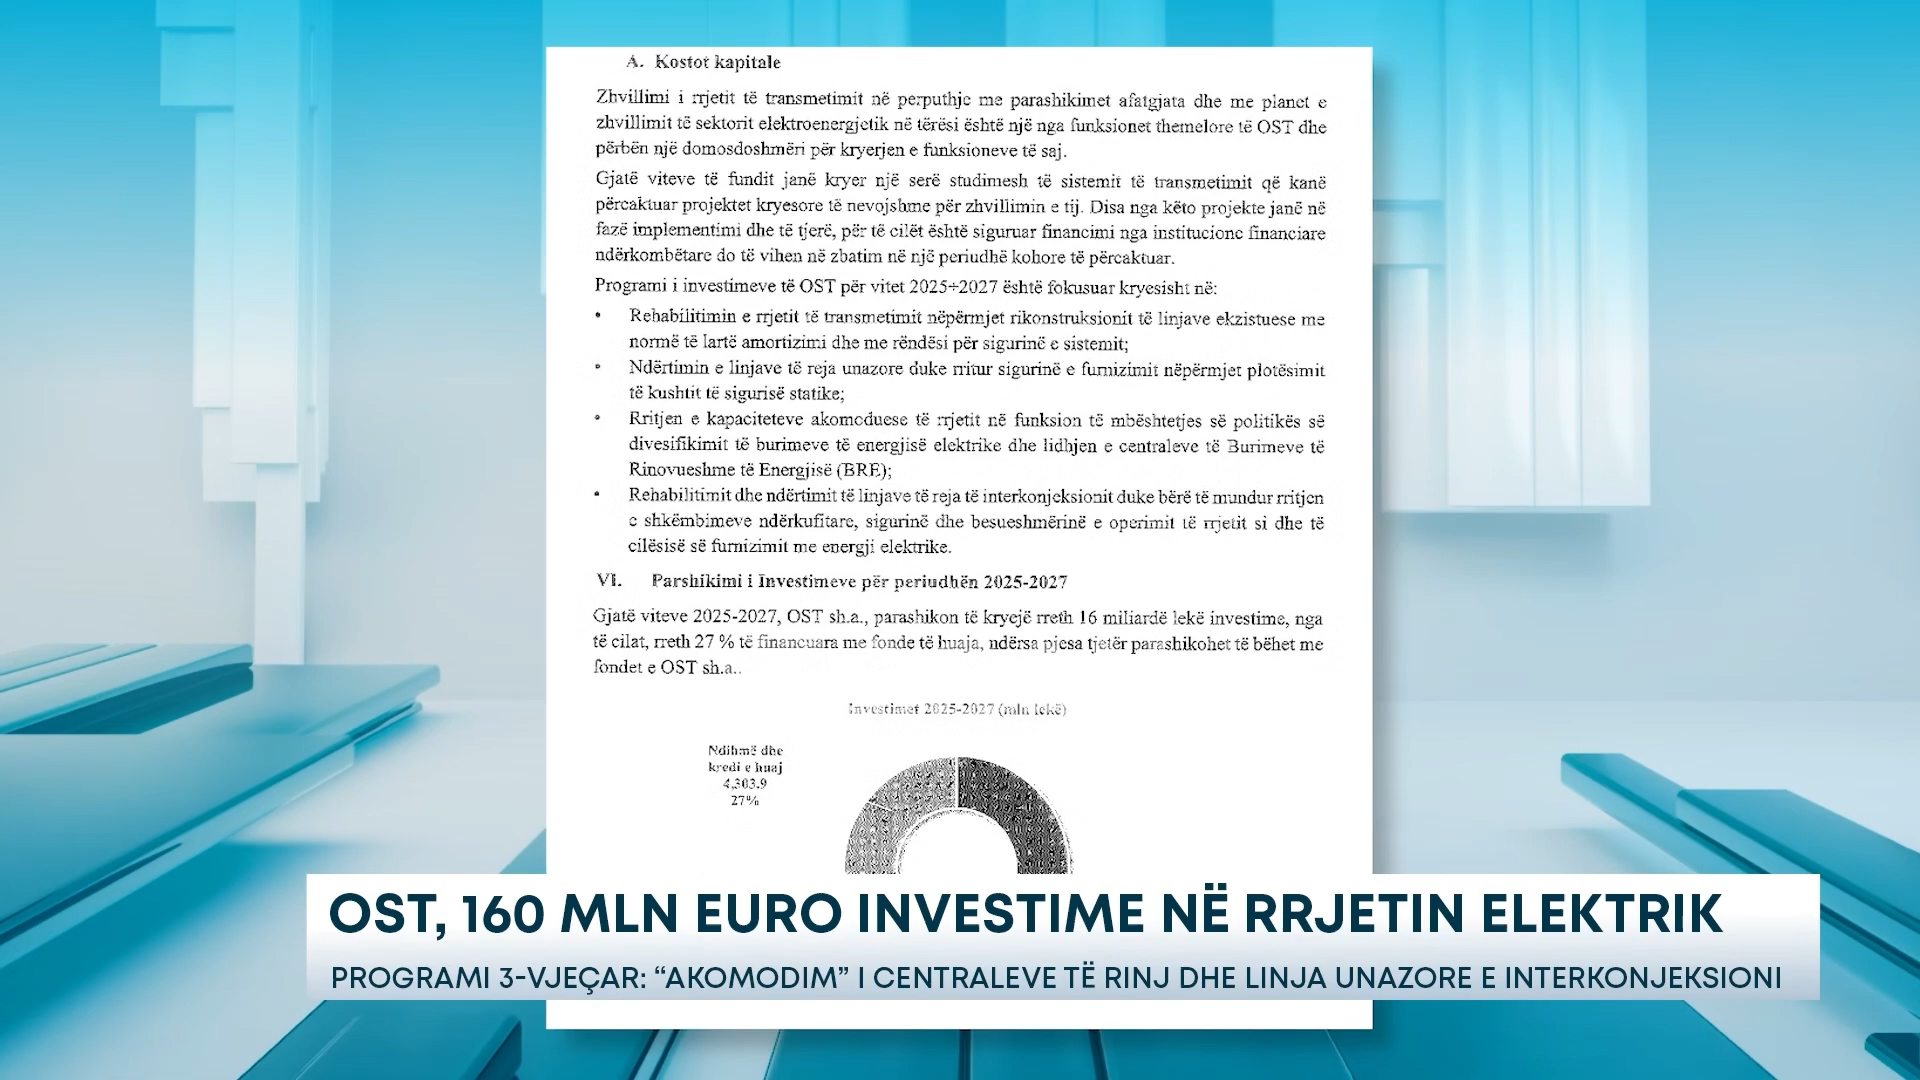 A. Kostot kapitale
Zhvillimi i rrjetit të transmetimit në perputhje me parashikimet afatgjata dhe me planet e
zhvillimit të sektorit elektroenergjetik në tërësi është një nga funksionet themelore të OST dhe
përbën një domosdoshmëri për kryerjen e funksioneve të saj.
Gjatë viteve të fundit janë kryer një serë studimesh të sistemit të transmetimit që kanë
përcaktuar projektet kryesore të nevojshme për zhvillimin e tij. Disa nga këto projekte janë në
fazë implementimi dhe të tjerë, për të cilët është siguruar financimi nga institucione financiare
ndërkombëtare do të vihen në zbatim në një periudhë kohore të përcaktuar.
Programi i investimeve të OST për vitet 2025÷2027 është fokusuar kryesisht në:
• Rehabilitimin e rrjetit të transmetimit nëpërmjet rikonstruksionit të linjave ekzistuese me
normë të lartë amortizimi dhe me rëndësi për sigurinë e sistemit;
• Ndërtimin e linjave të reja unazore duke rritur sigurinë e furnizimit nëpërmjet plotësimit
të kushtit të sigurisë statike;
• Rritjen e kapaciteteve akomoduese të rrjetit në funksion të mbështetjes së politikës së
divesifikimit të burimeve të energjisë elektrike dhe lidhjen e centraleve të Burimeve të
Rinovueshme të Energjisë (BRE);
• Rehabilitimit dhe ndërtimit të linjave të reja të interkonjeksionit duke bërë të mundur rritjen
e shkëmbimeve ndërkufitare, sigurinë dhe besueshmërinë e operimit të rrjetit si dhe të
cilësisë së furnizimit me energji elektrike.
VI. Parshikimi i Investimeve për periudhën 2025-2027
Gjatë viteve 2025-2027, OST sh.a., parashikon të kryejë rreth 16 miliardë lekë investime, nga
të cilat, rreth 27 % të financuara me fonde të huaja, ndërsa pjesa tjetër parashikohet të bëhet me
fondet e OST sh.a..
Investimet 2025-2027 (mln lekë)
Ndihmë dhe
kredi e huaj
4,303.9
27%
OST, 160 MLN EURO INVESTIME NË RRJETIN ELEKTRIK
PROGRAMI 3-VJEÇAR: “AKOMODIM” I CENTRALEVE TË RINJ DHE LINJA UNAZORE E INTERKONJEKSIONI